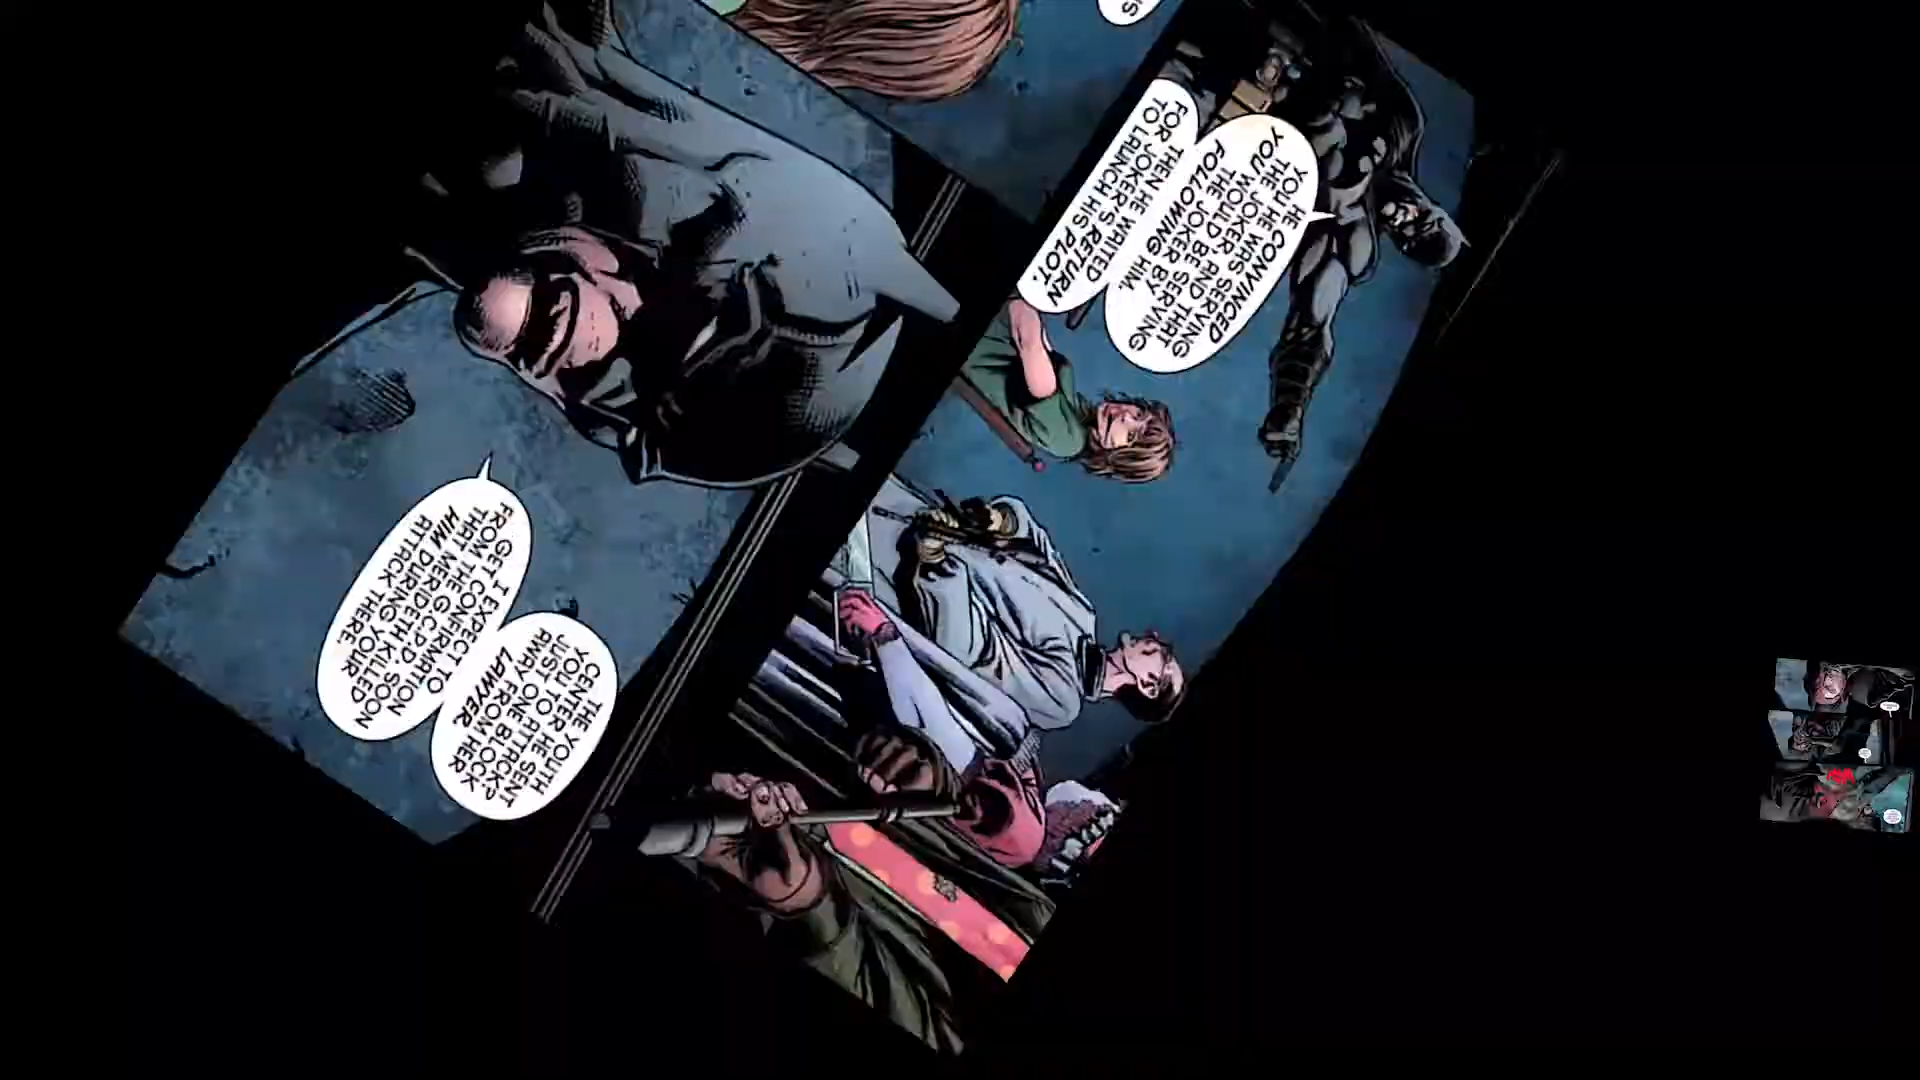 YOU HE CONVINCED
THE JOKER WAS SERVING
YOU WOULD BE AND THAT
THE JOKER BY SERVING
FOLLOWING HIM.
THEN HE WAITED
FOR JOKER'S RETURN
TO LAUNCH HIS PLOT.
I EXPECT TO
GET CONFIRMATION
FROM THE G.C.P.D. SOON
THAT MERIDETH KILLED
HIM DURING YOUR
ATTACK THERE.
THE YOUTH
CENTER HE SENT
YOU TO ATTACK?
JUST ONE BLOCK
AWAY FROM HER
LAWYER.